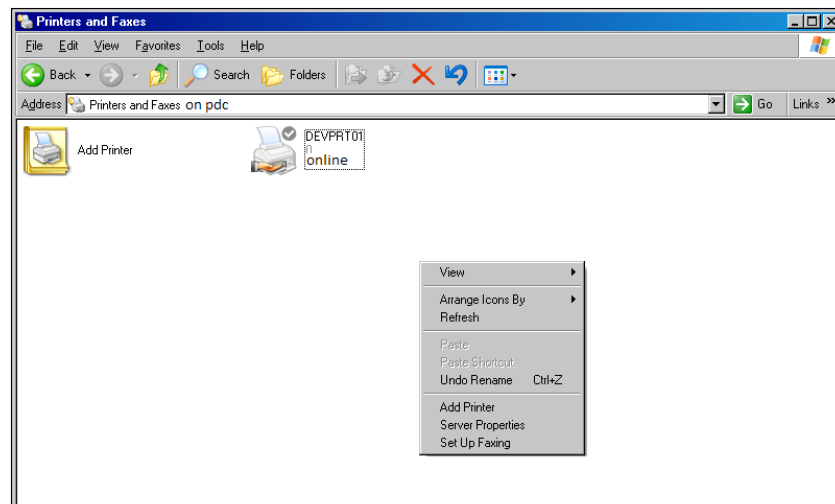 Printers and Faxes
File Edit View Favorites Tools Help
Back Search Folders
Address Printers and Faxes on pdc Go Links »
Add Printer
DEVPRT01
n
online
View
Arrange Icons By
Refresh
Paste
Paste Shortcut
Undo Rename Ctrl+Z
Add Printer
Server Properties
Set Up Faxing